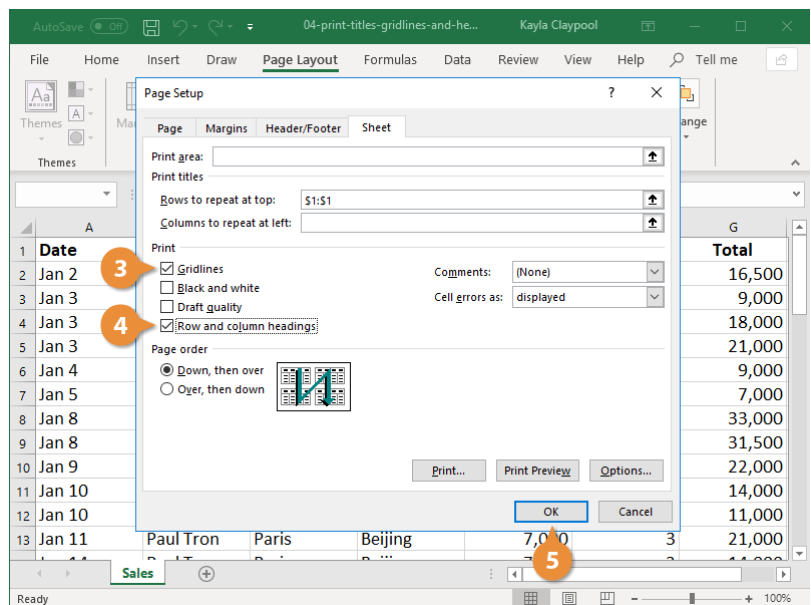 AutoSave Off 04-print-titles-gridlines-and-he... Kayla Claypool
File Home Insert Draw Page Layout Formulas Data Review View Help Tell me
Page Setup ?
Aa A
Themes Ma ange
Page Margins Header/Footer Sheet
Themes
Print area:
Print titles
Rows to repeat at top: $1:$1
Columns to repeat at left:
A G
Print
1 Date Total
3 Gridlines Comments: (None)
2 Jan 2 16,500
Black and white
3 Jan 3 Cell errors as: displayed 9,000
Draft quality
4 Jan 3 18,000
4 Row and column headings
5 Jan 3 21,000
Page order
6 Jan 4 Down, then over 9,000
7 Jan 5 Over, then down 7,000
8 Jan 8 33,000
9 Jan 8 31,500
10 Jan 9 Print... Print Preview Options... 22,000
11 Jan 10 14,000
12 Jan 10 OK Cancel 11,000
13 Jan 11 Paul Tron Paris Beijing 7,000 3 21,000
5
Sales
Ready 100%